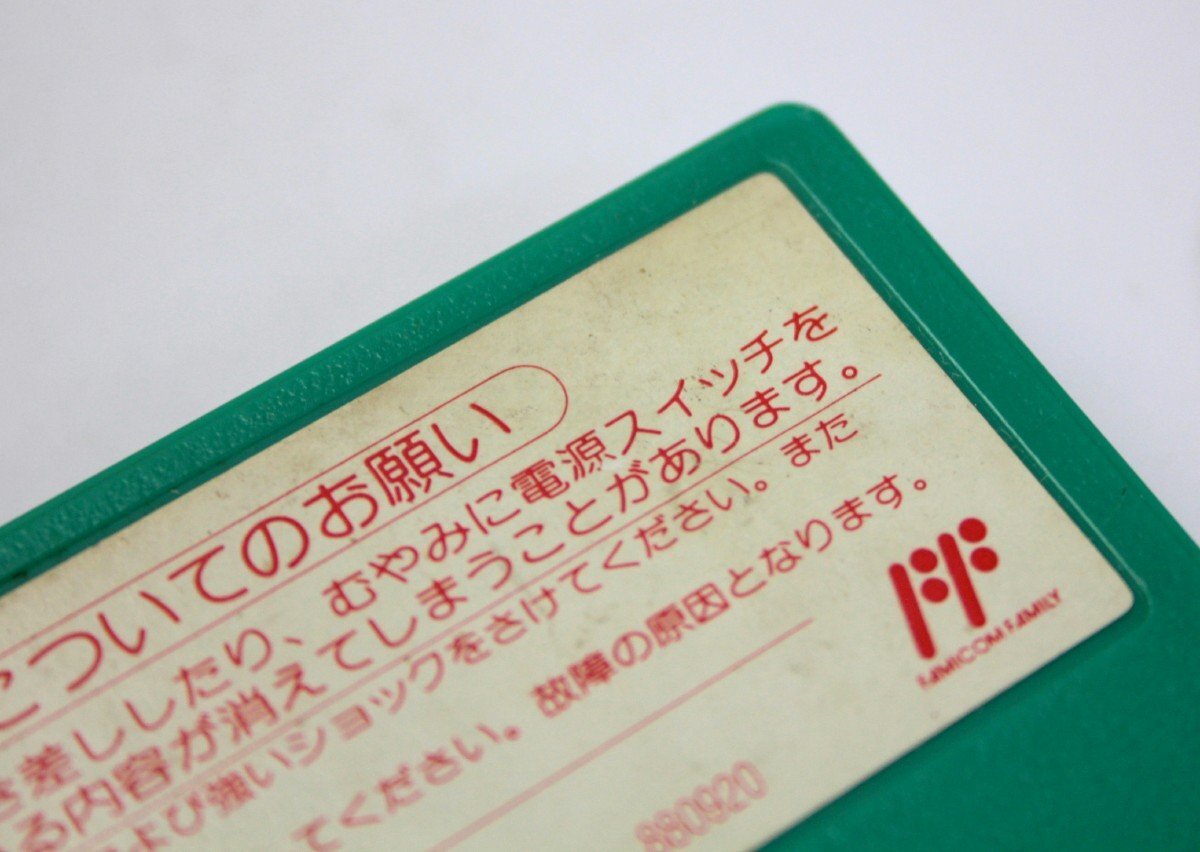 ついてのお願い
差ししたり、むやみに電源スイッチを
る内容が消えてしまうことがあります。
よび強いショックをさけてください。また
てください。故障の原因となります。
FAMICOM FAMILY
880920